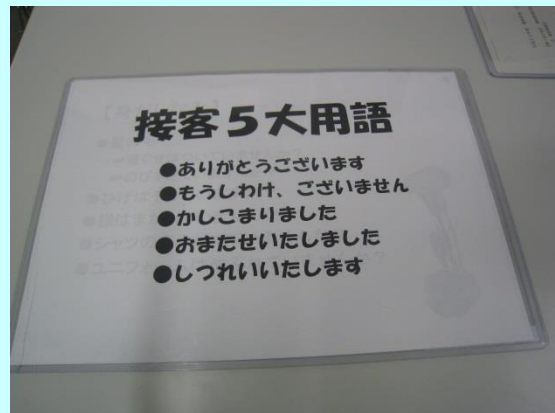 接客5大用語
●ありがとうございます
●もうしわけ、ございません
●かしこまりました
●おまたせいたしました
●しつれいいたします